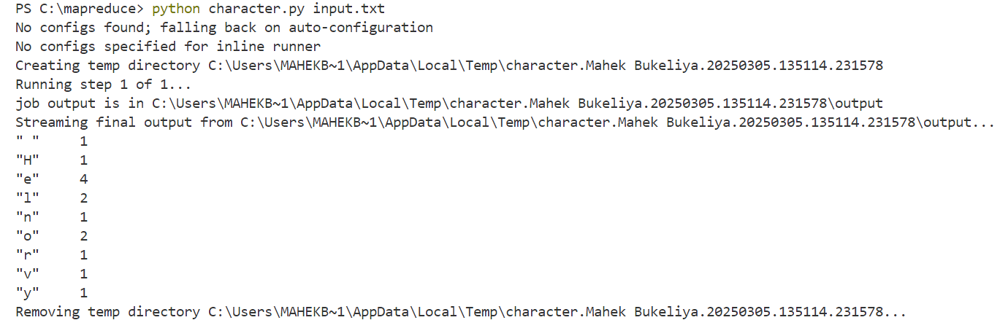 PS C:\mapreduce> python character.py input.txt
No configs found; falling back on auto-configuration
No configs specified for inline runner
Creating temp directory C:\Users\MAHEKB~1\AppData\Local\Temp\character.Mahek Bukeliya.20250305.135114.231578
Running step 1 of 1...
job output is in C:\Users\MAHEKB~1\AppData\Local\Temp\character.Mahek Bukeliya.20250305.135114.231578\output
Streaming final output from C:\Users\MAHEKB~1\AppData\Local\Temp\character.Mahek Bukeliya.20250305.135114.231578\output...
" "     1
"H"     1
"e"     4
"l"     2
"n"     1
"o"     2
"r"     1
"v"     1
"y"     1
Removing temp directory C:\Users\MAHEKB~1\AppData\Local\Temp\character.Mahek Bukeliya.20250305.135114.231578...